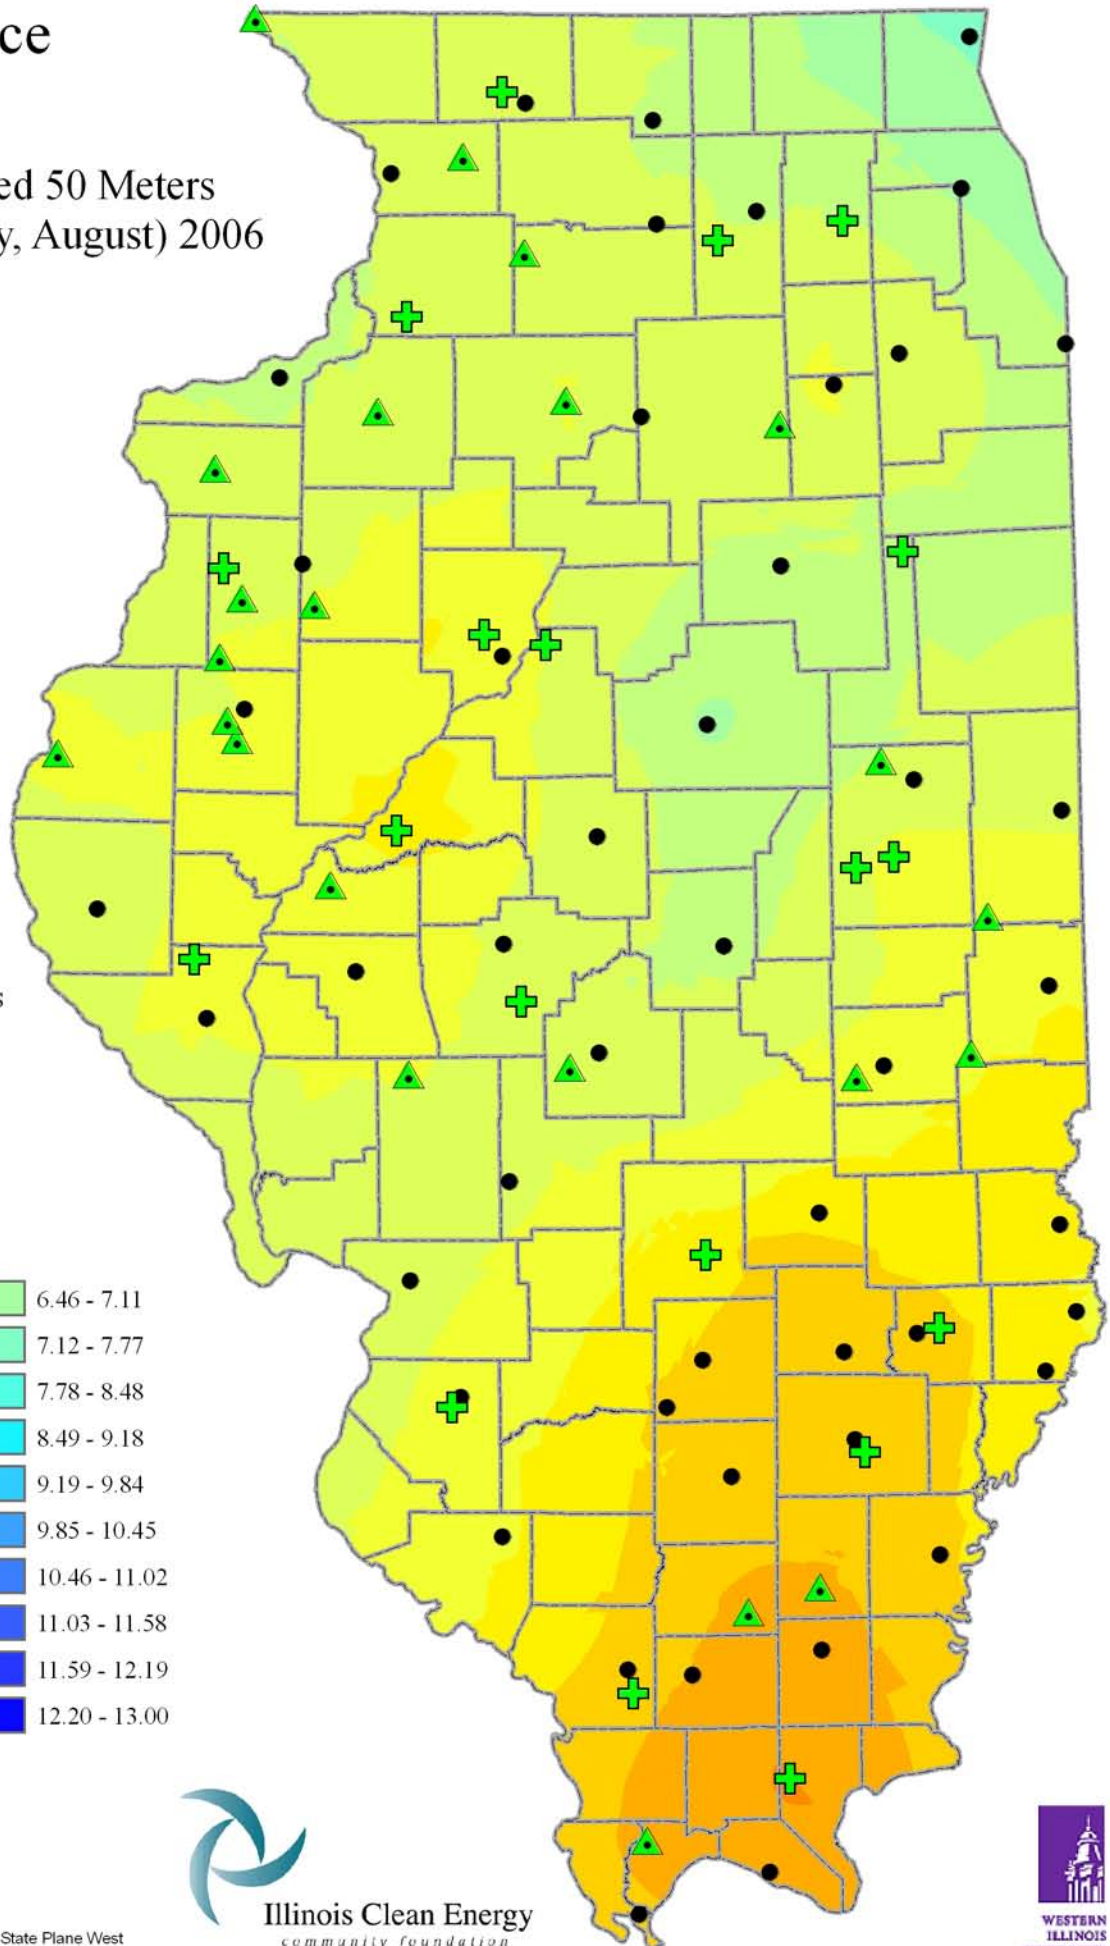 ce
ed 50 Meters
y, August) 2006
s
6.46 - 7.11
7.12 - 7.77
7.78 - 8.48
8.49 - 9.18
9.19 - 9.84
9.85 - 10.45
10.46 - 11.02
11.03 - 11.58
11.59 - 12.19
12.20 - 13.00
Illinois Clean Energy
community foundation
State Plane West
WESTERN
ILLINOIS